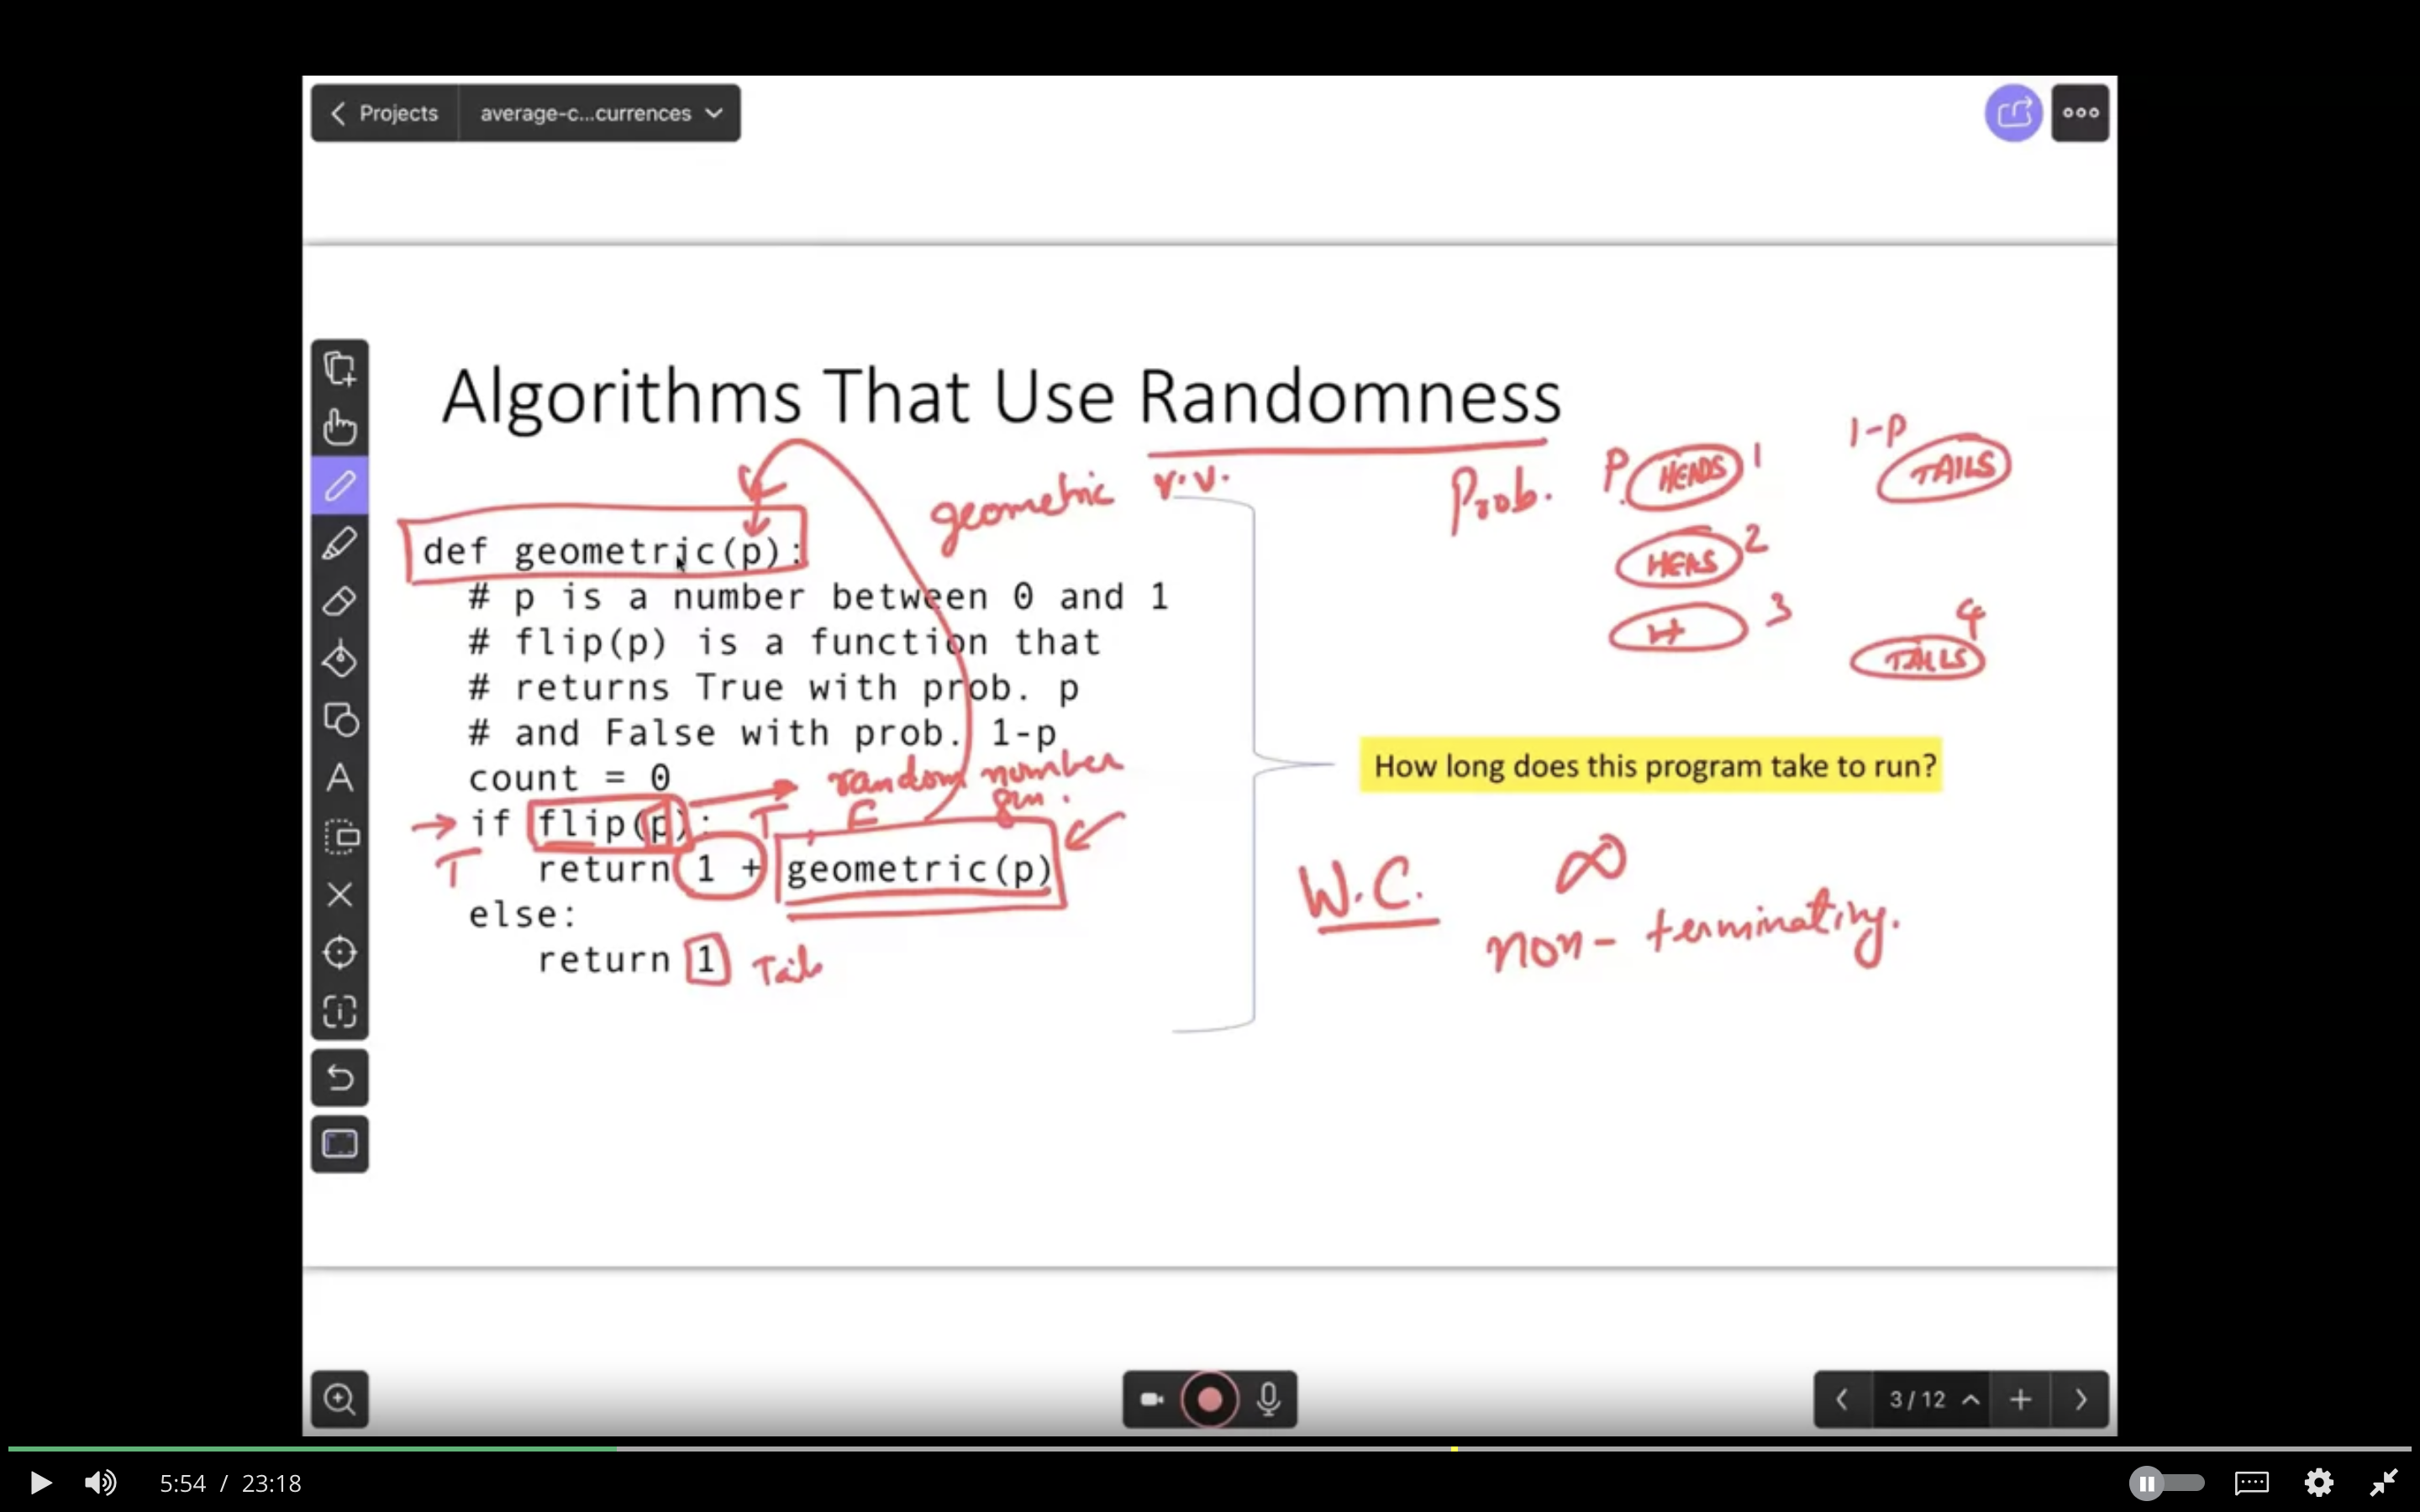 Projects
average-c...currences
Algorithms That Use Randomness
geometric r.v.
Prob.
P HEADS 1
1-P
TAILS
HEAS 2
H 3
4
TAILS
def geometric(p):
# p is a number between 0 and 1
# flip(p) is a function that
# returns True with prob. p
# and False with prob. 1-p
count = 0
random number
gen.
if flip(p): T, F
T
return 1 + geometric(p)
else:
return 1 Tails
How long does this program take to run?
W.C. ∞
non-terminating.
3 / 12
5:54 / 23:18